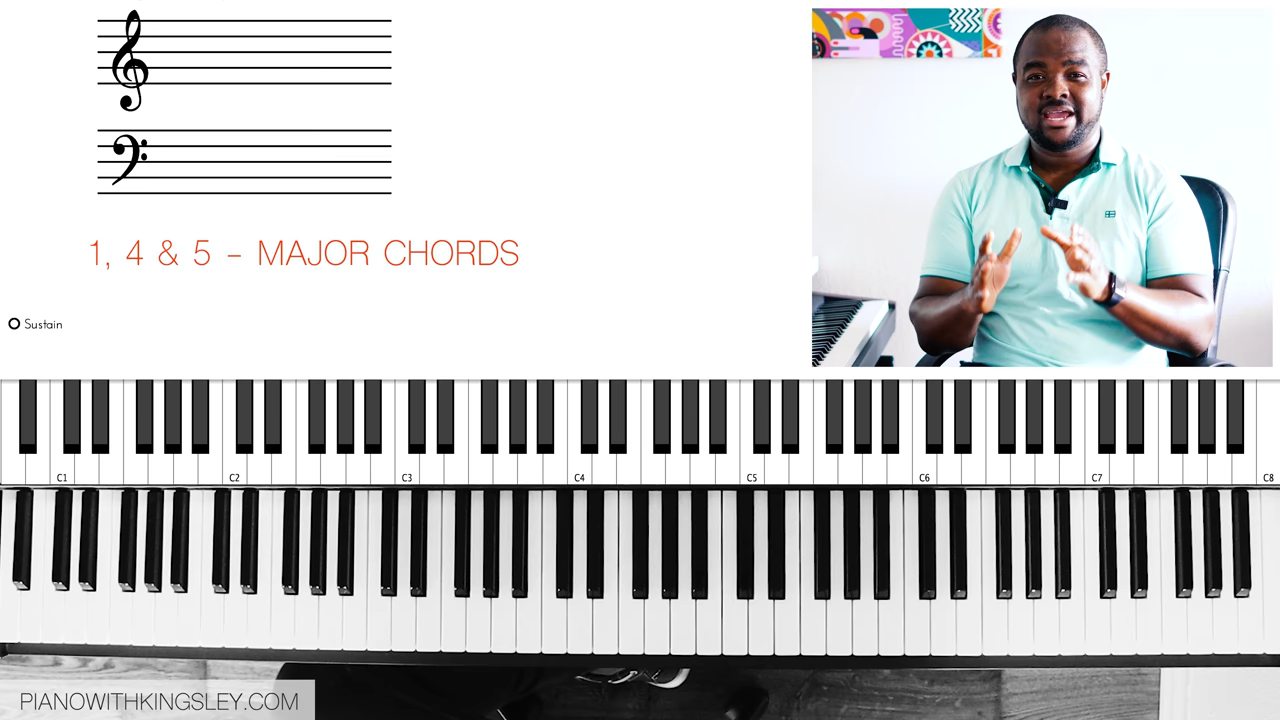 1, 4 & 5 – MAJOR CHORDS
Sustain
C1 C2 C3 C4 C5 C6 C7 C8
PIANOWITHKINGSLEY.COM